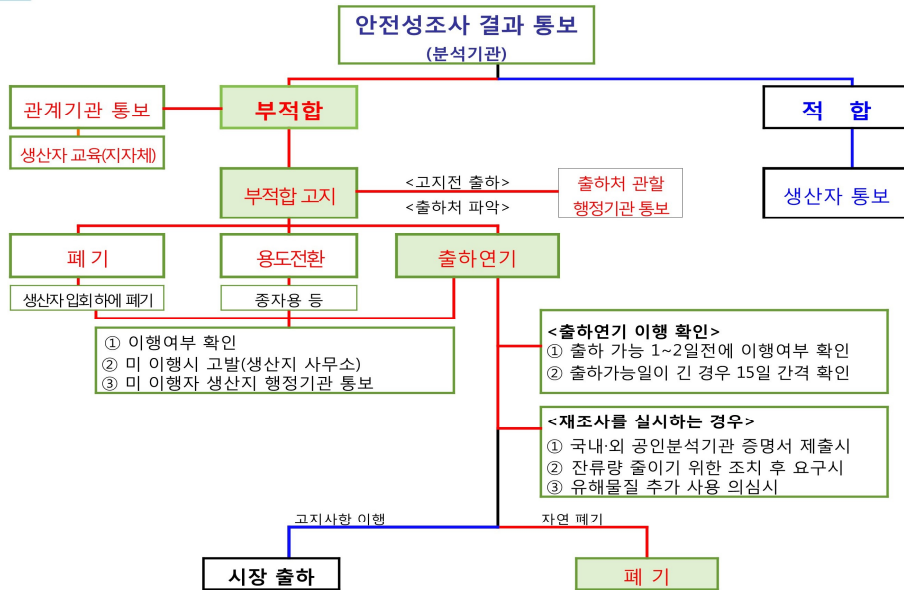 안전성조사 결과 통보
(분석기관)
관계기관 통보
부적합
적 합
생산자 교육(지자체)
부적합 고지
<고지전 출하>
<출하처 파악>
출하처 관할
행정기관 통보
생산자 통보
폐 기
용도전환
출하연기
생산자입회하에 폐기
종자용 등
① 이행여부 확인
② 미 이행시 고발(생산지 사무소)
③ 미 이행자 생산지 행정기관 통보
<출하연기 이행 확인>
① 출하 가능 1~2일전에 이행여부 확인
② 출하가능일이 긴 경우 15일 간격 확인
<재조사를 실시하는 경우>
① 국내·외 공인분석기관 증명서 제출시
② 잔류량 줄이기 위한 조치 후 요구시
③ 유해물질 추가 사용 의심시
고지사항 이행
자연 폐기
시장 출하
폐 기